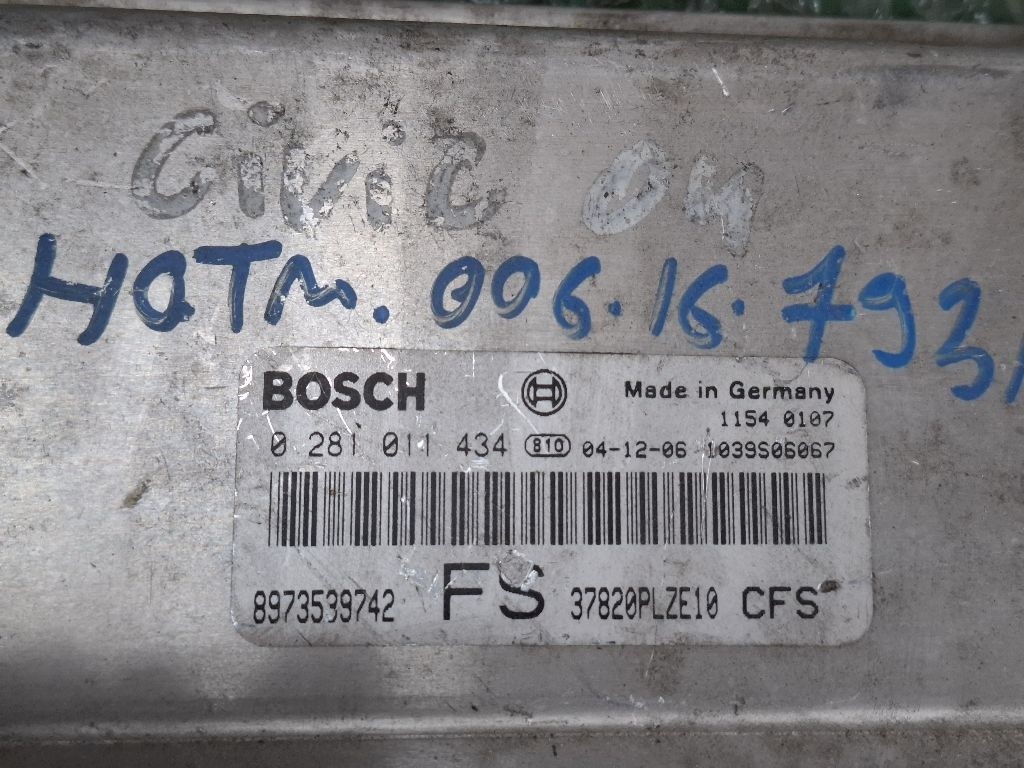 Civic 04
HQTM.006.16.793
BOSCH Made in Germany
1154 0107
0 281 011 434 810 04-12-06 1039S06067
8973539742 FS 37820PLZE10 CFS